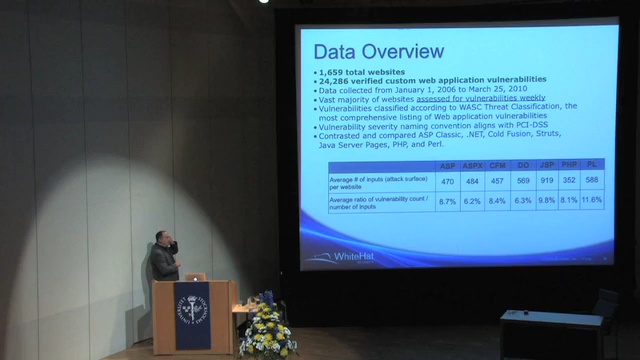 Data Overview
• 1,659 total websites
• 24,286 verified custom web application vulnerabilities
• Data collected from January 1, 2006 to March 25, 2010
• Vast majority of websites assessed for vulnerabilities weekly
• Vulnerabilities classified according to WASC Threat Classification, the
most comprehensive listing of Web application vulnerabilities
• Vulnerability severity naming convention aligns with PCI-DSS
• Contrasted and compared ASP Classic, .NET, Cold Fusion, Struts,
Java Server Pages, PHP, and Perl.
ASP ASPX CFM DO JSP PHP PL
Average # of inputs (attack surface)
per website
470 484 457 569 919 352 588
Average ratio of vulnerability count /
number of inputs
8.7% 6.2% 8.4% 6.3% 9.8% 8.1% 11.6%
WhiteHat
SECURITY